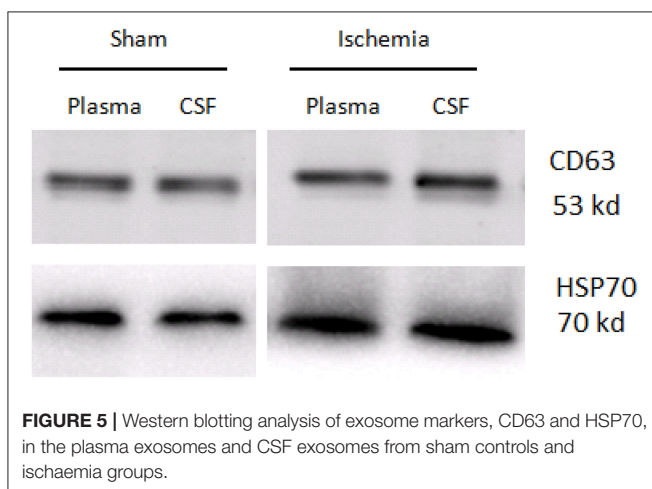 Sham Ischemia
Plasma CSF Plasma CSF
CD63
53 kd
HSP70
70 kd
FIGURE 5 | Western blotting analysis of exosome markers, CD63 and HSP70,
in the plasma exosomes and CSF exosomes from sham controls and
ischaemia groups.